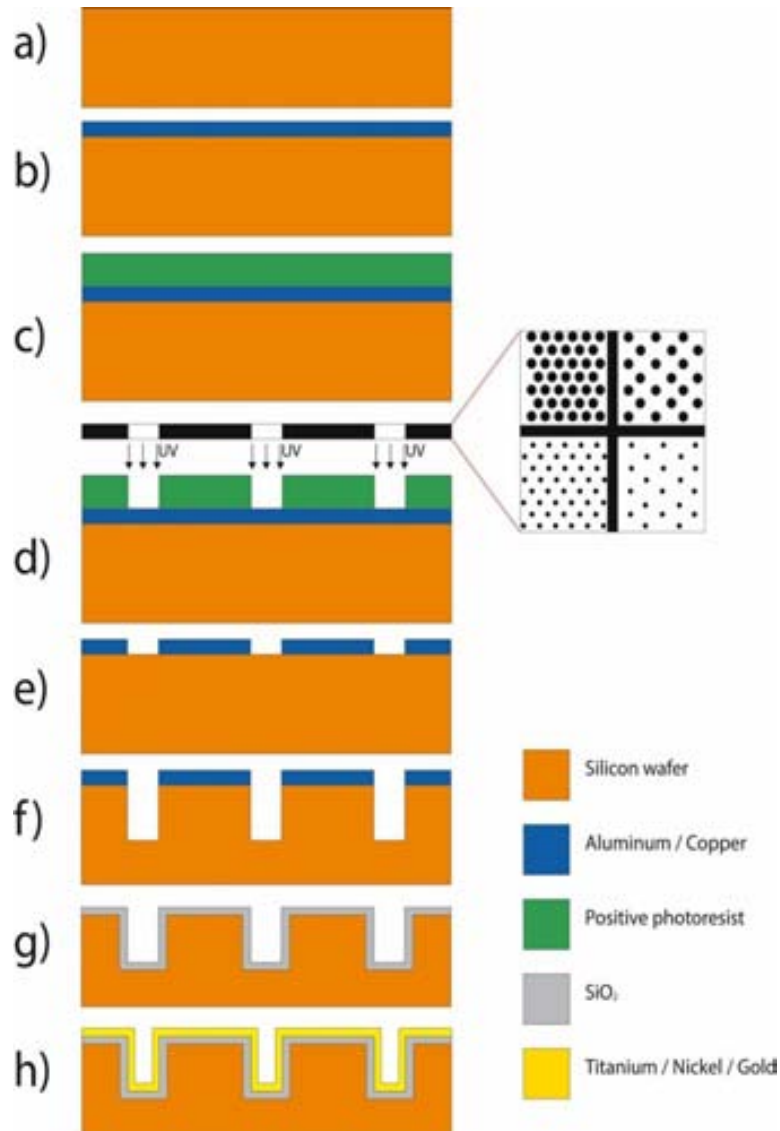 a)
b)
c)
UV UV UV
d)
e)
f)
g)
h)
Silicon wafer
Aluminum / Copper
Positive photoresist
SiO₂
Titanium / Nickel / Gold